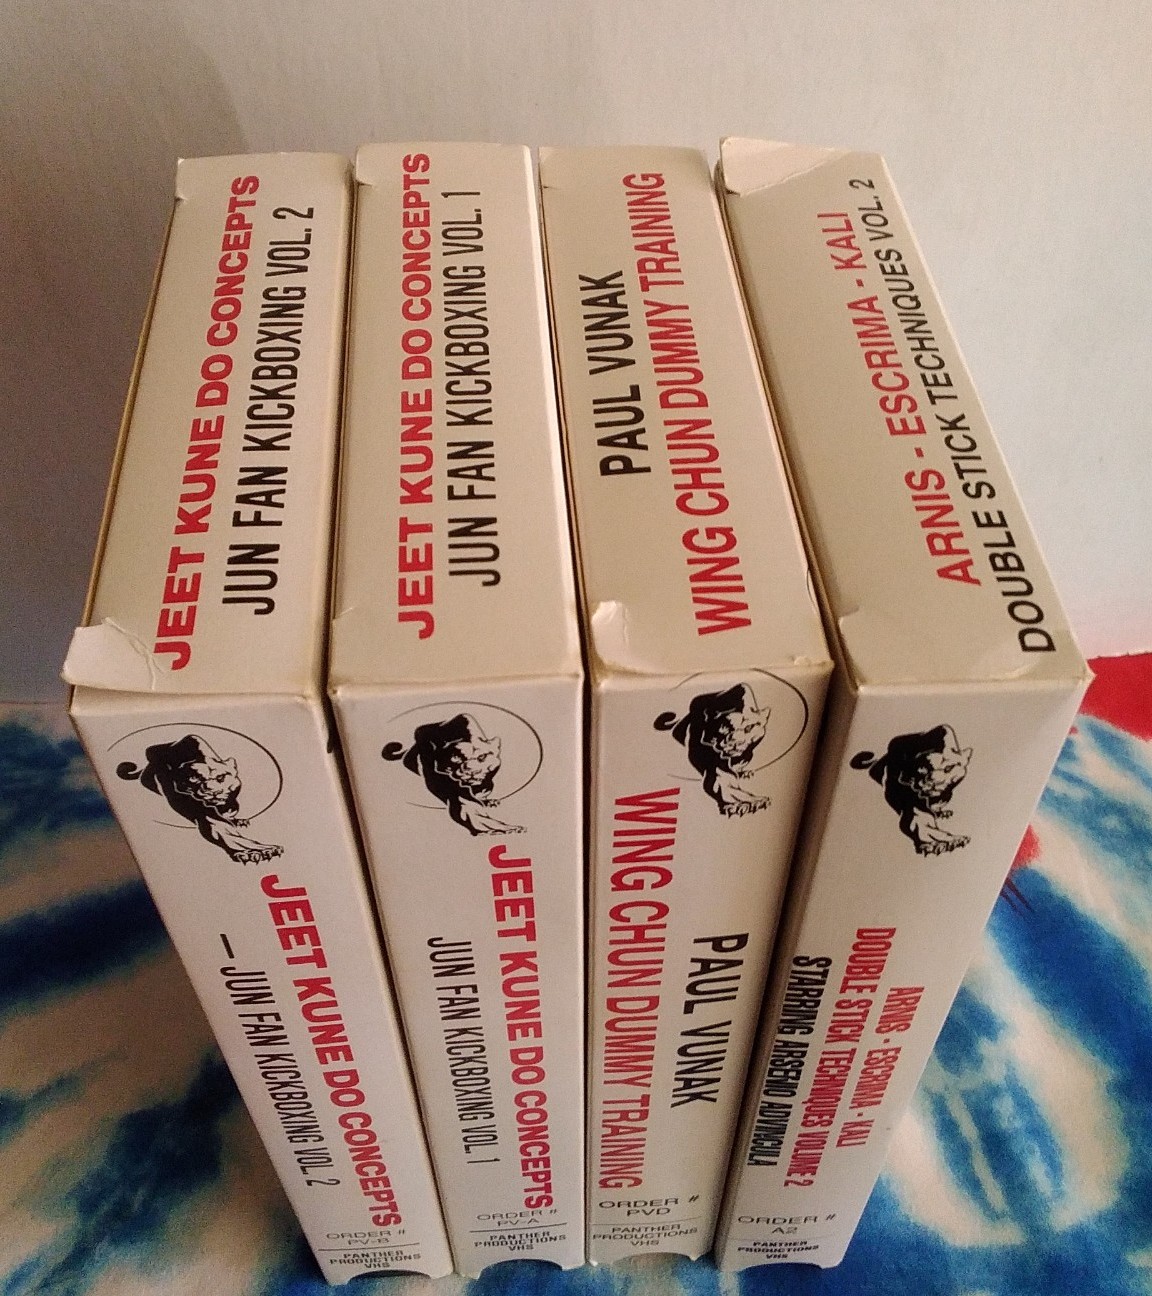 JEET KUNE DO CONCEPTS
JUN FAN KICKBOXING VOL. 2
JEET KUNE DO CONCEPTS
JUN FAN KICKBOXING VOL. 1
PAUL VUNAK
WING CHUN DUMMY TRAINING
ARNIS - ESCRIMA - KALI
DOUBLE STICK TECHNIQUES VOL. 2
JEET KUNE DO CONCEPTS
— JUN FAN KICKBOXING VOL. 2
ORDER #
PV-B
PANTHER
PRODUCTIONS
VHS
JEET KUNE DO CONCEPTS
JUN FAN KICKBOXING VOL. 1
ORDER #
PV-A
PANTHER
PRODUCTIONS
VHS
PAUL VUNAK
WING CHUN DUMMY TRAINING
ORDER #
PVD
PANTHER
PRODUCTIONS
VHS
ARNIS - ESCRIMA - KALI
DOUBLE STICK TECHNIQUES VOLUME 2
STARRING ARSENIO ADVINCULA
ORDER #
A2
PANTHER
PRODUCTIONS
VHS